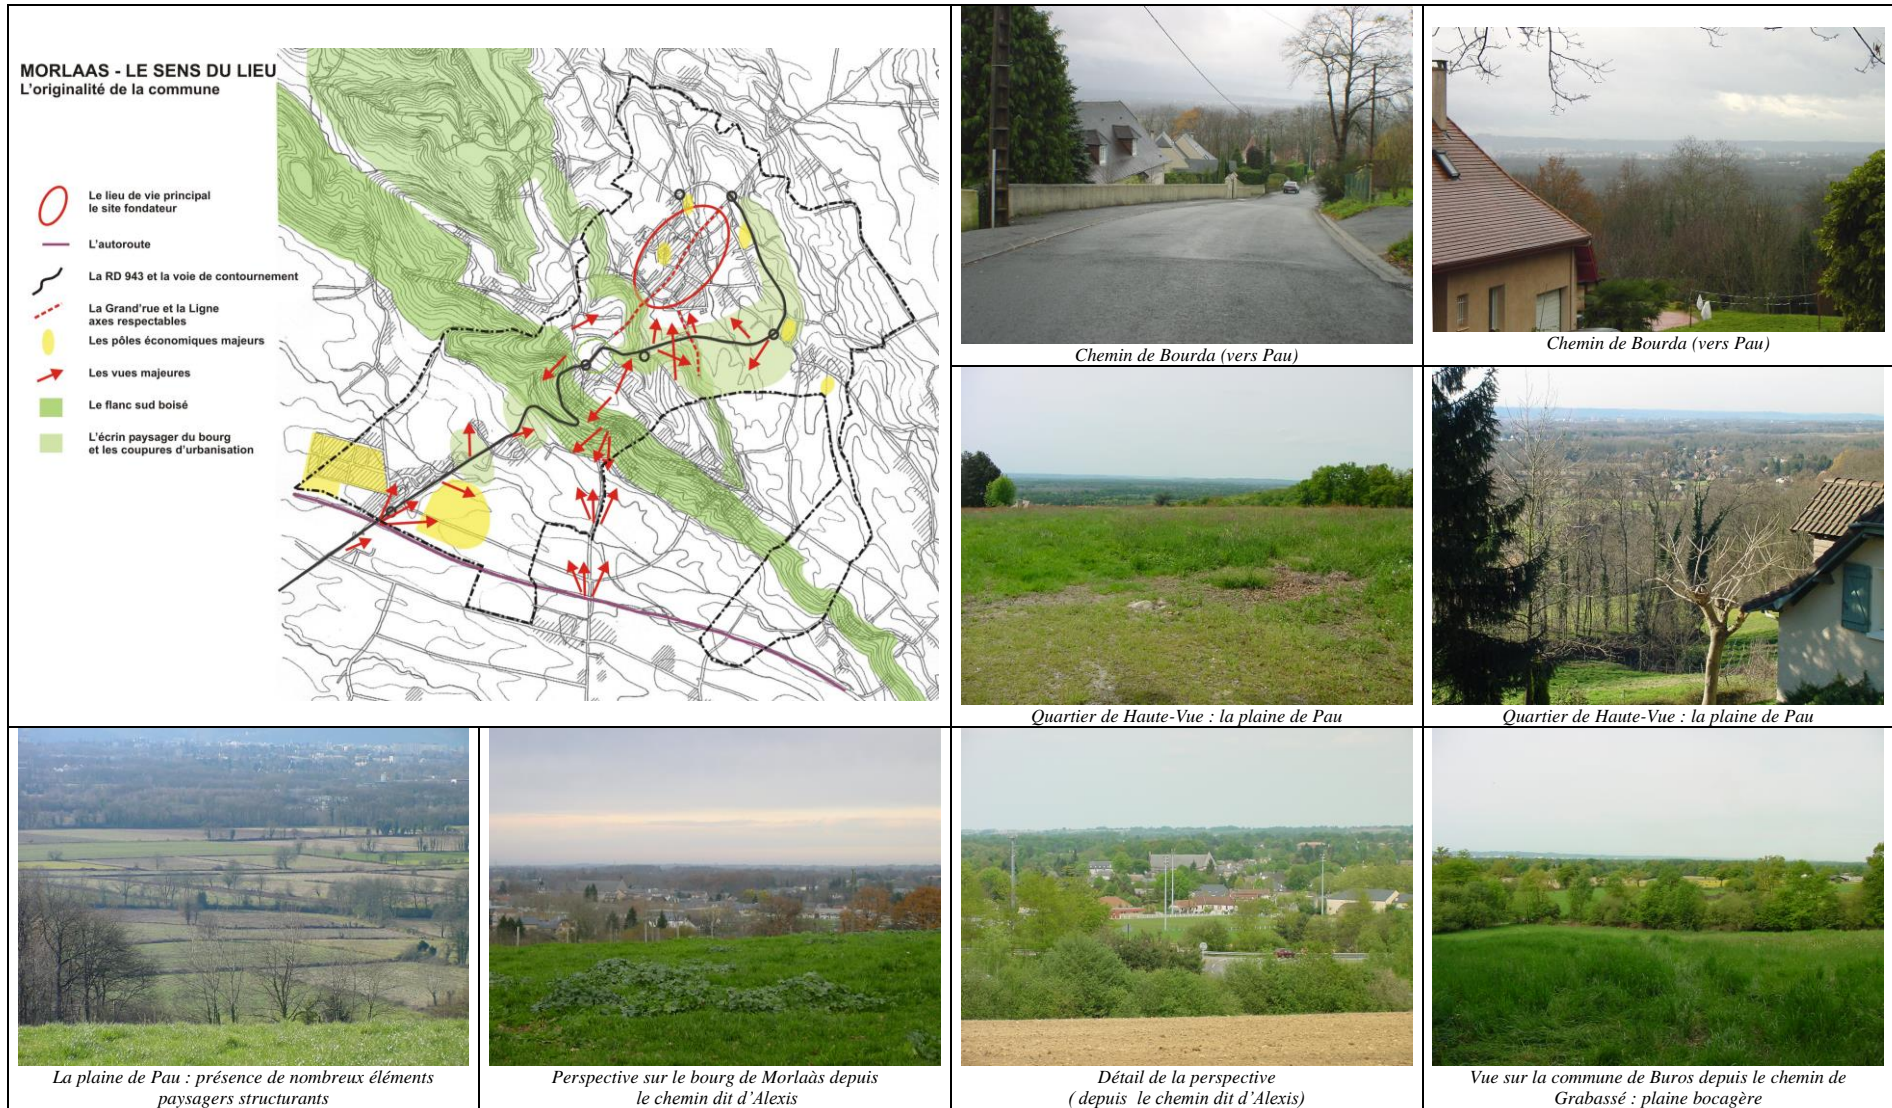 MORLAAS - LE SENS DU LIEU
L'originalité de la commune
Le lieu de vie principal
le site fondateur
L'autoroute
La RD 943 et la voie de contournement
La Grand'rue et la Ligne
axes respectables
Les pôles économiques majeurs
Les vues majeures
Le flanc sud boisé
L'écrin paysager du bourg
et les coupures d'urbanisation
Chemin de Bourda (vers Pau)
Chemin de Bourda (vers Pau)
Quartier de Haute-Vue : la plaine de Pau
Quartier de Haute-Vue : la plaine de Pau
La plaine de Pau : présence de nombreux éléments
paysagers structurants
Perspective sur le bourg de Morlaàs depuis
le chemin dit d'Alexis
Détail de la perspective
( depuis le chemin dit d'Alexis)
Vue sur la commune de Buros depuis le chemin de
Grabassé : plaine bocagère